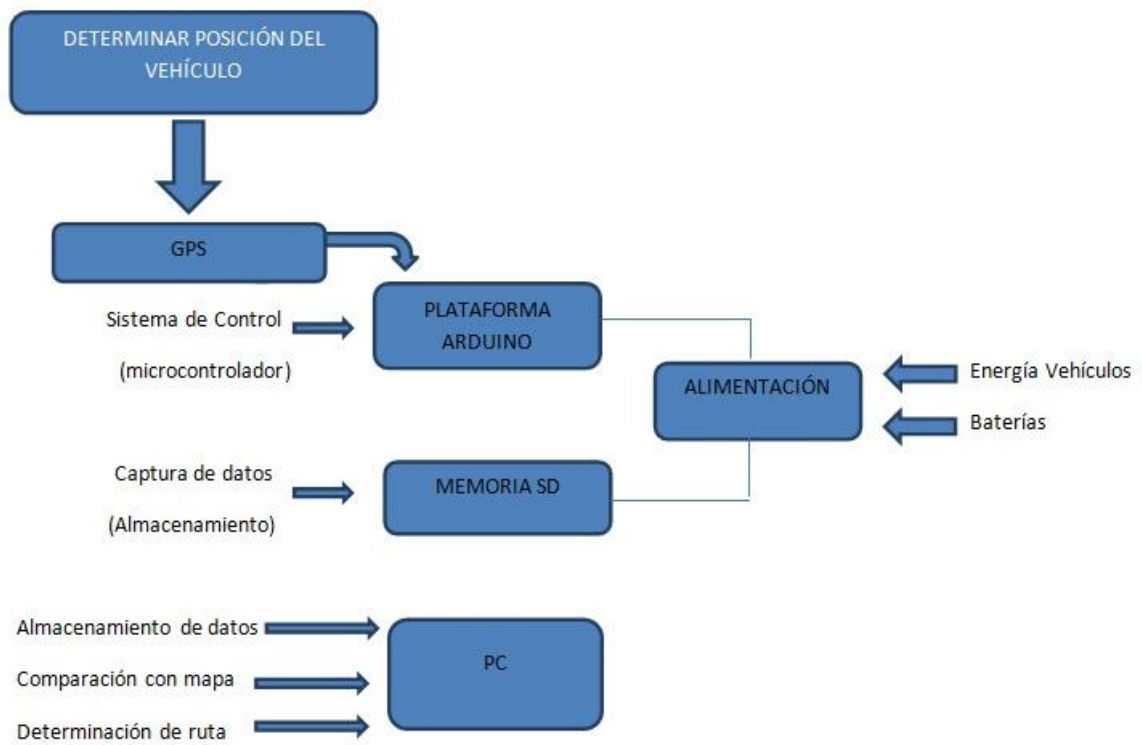 DETERMINAR POSICIÓN DEL
VEHÍCULO
GPS
Sistema de Control
(microcontrolador)
PLATAFORMA
ARDUINO
ALIMENTACIÓN
Energía Vehículos
Baterías
Captura de datos
(Almacenamiento)
MEMORIA SD
Almacenamiento de datos
Comparación con mapa
Determinación de ruta
PC